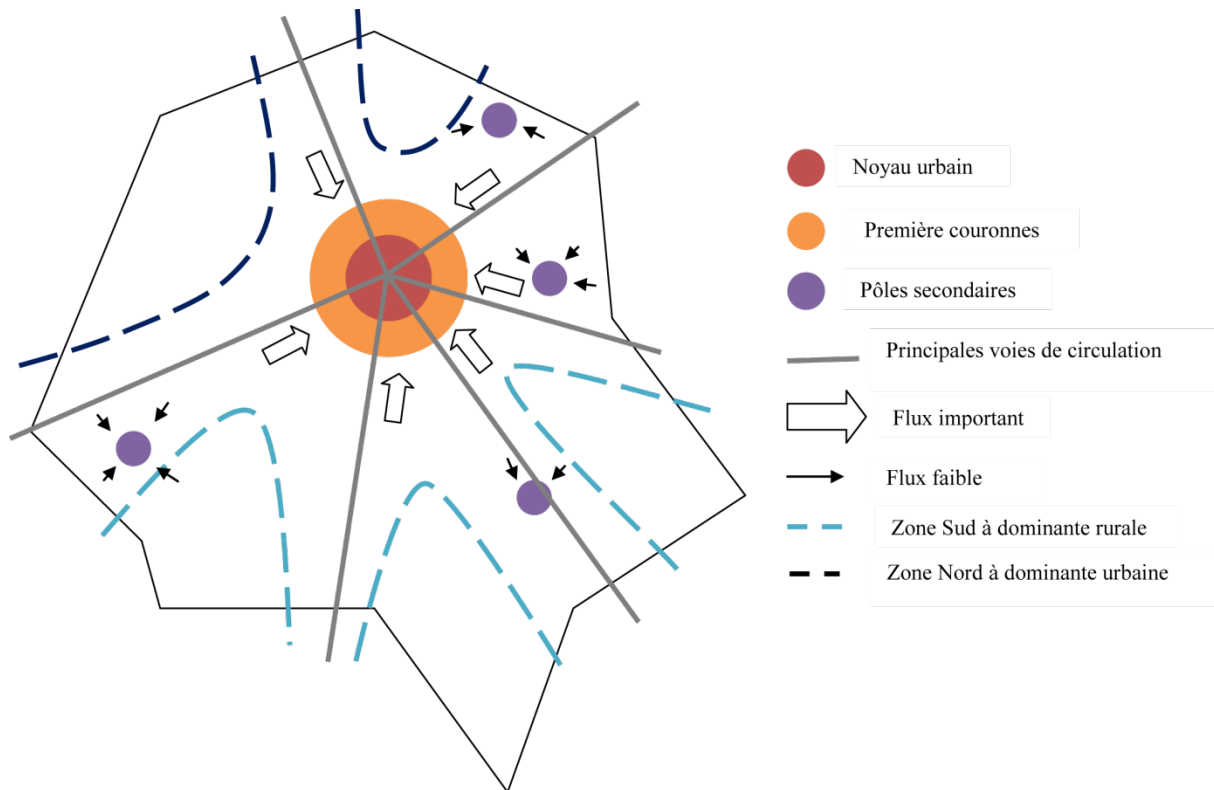 Noyau urbain
Première couronnes
Pôles secondaires
Principales voies de circulation
Flux important
Flux faible
Zone Sud à dominante rurale
Zone Nord à dominante urbaine